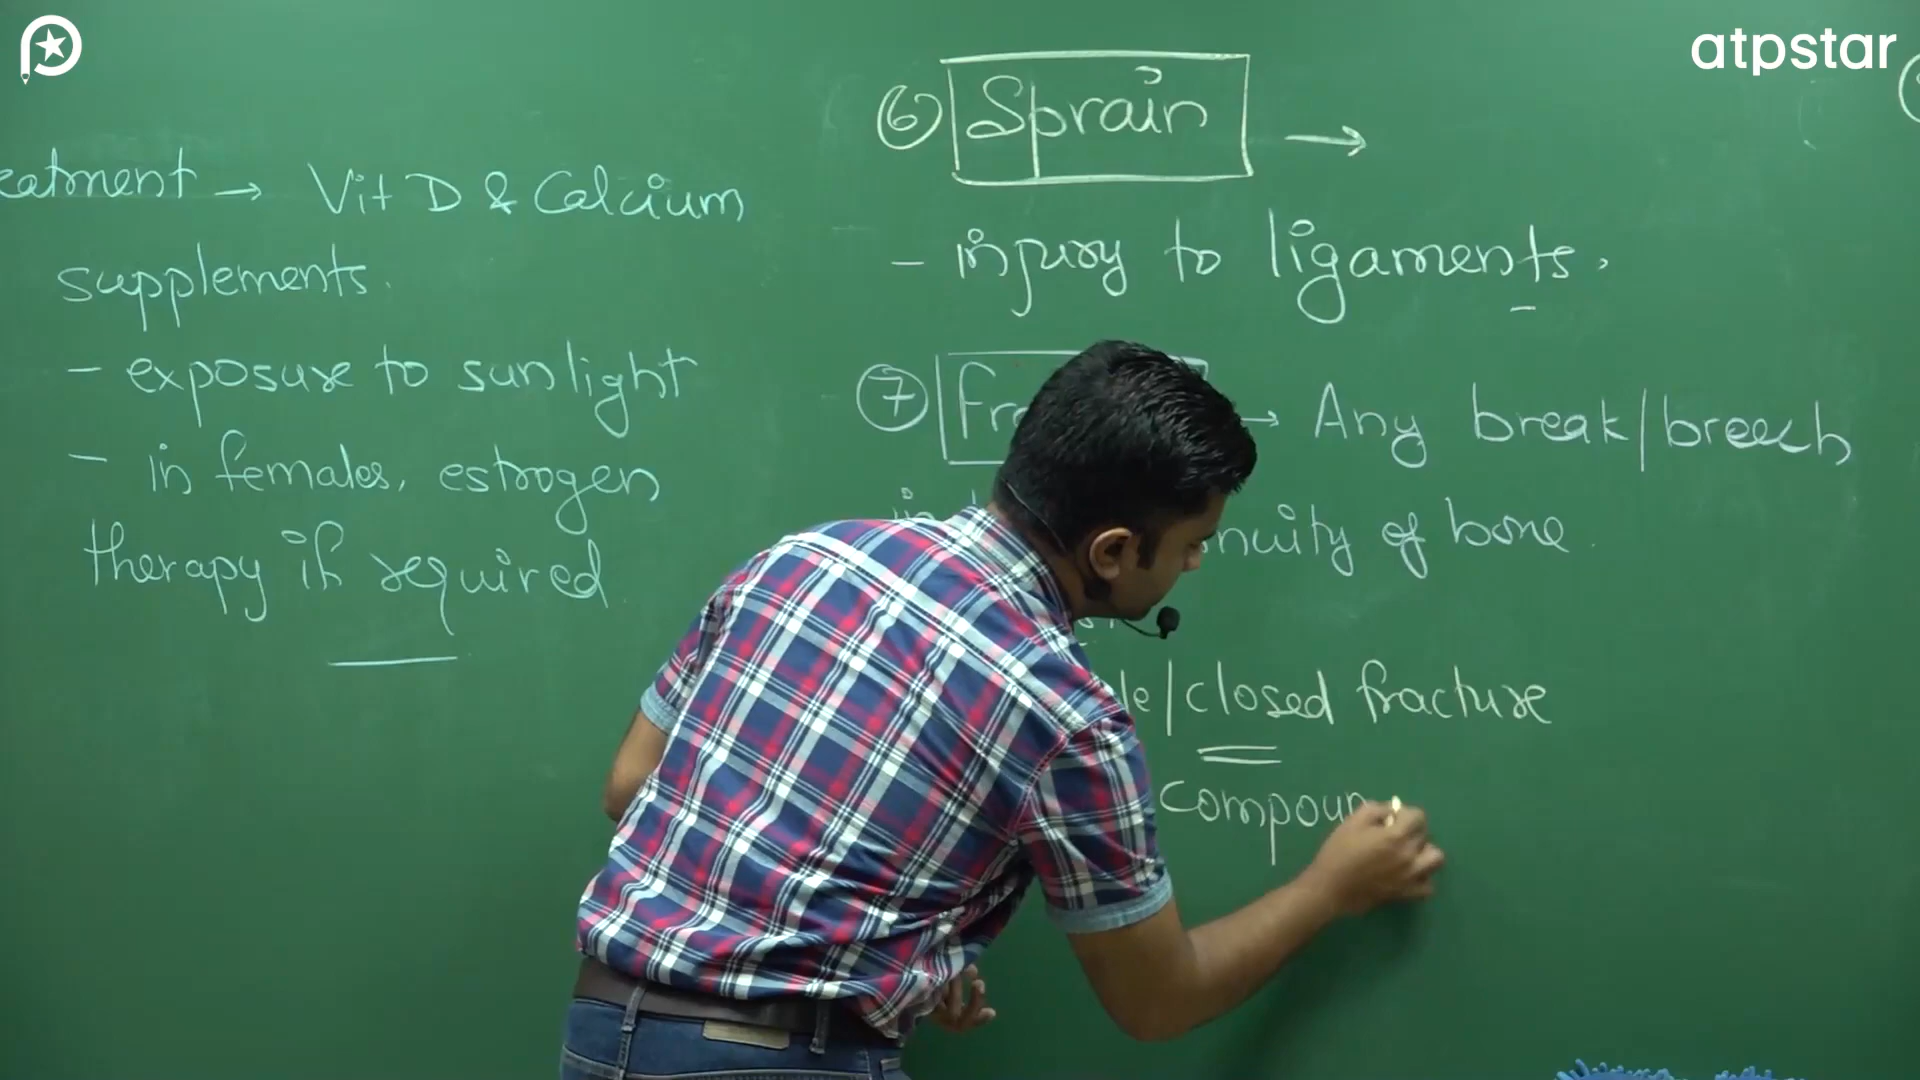 atpstar
eatment → Vit D & Calcium
supplements.
- exposure to sunlight
- in females, estrogen
therapy if required
⑥ Sprain →
- injury to ligaments.
⑦ Fr → Any break/breech
nuity of bone.
le/closed fracture
compoun